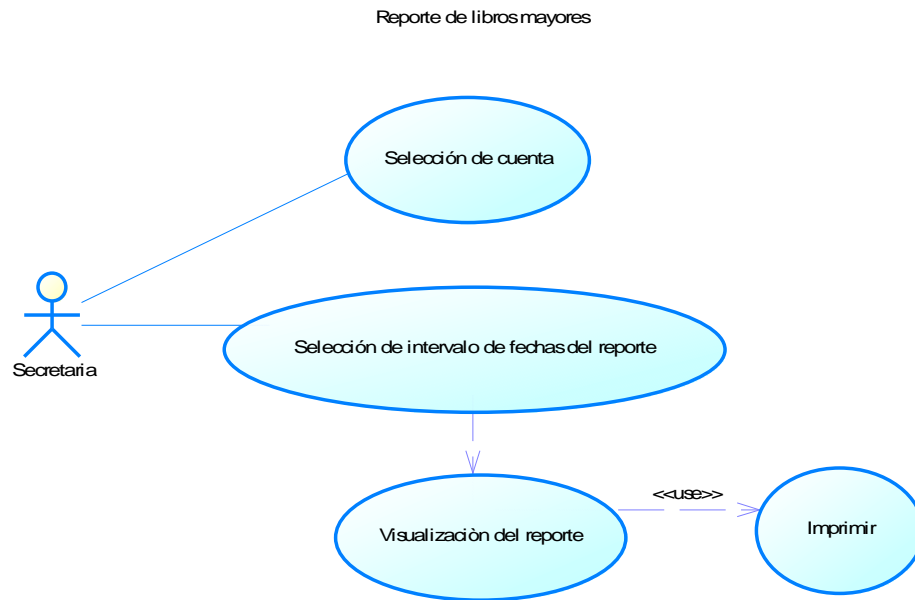 Reporte de libros mayores
Selección de cuenta
Secretaria
Selección de intervalo de fechas del reporte
Visualizaciòn del reporte
<<use>>
Imprimir